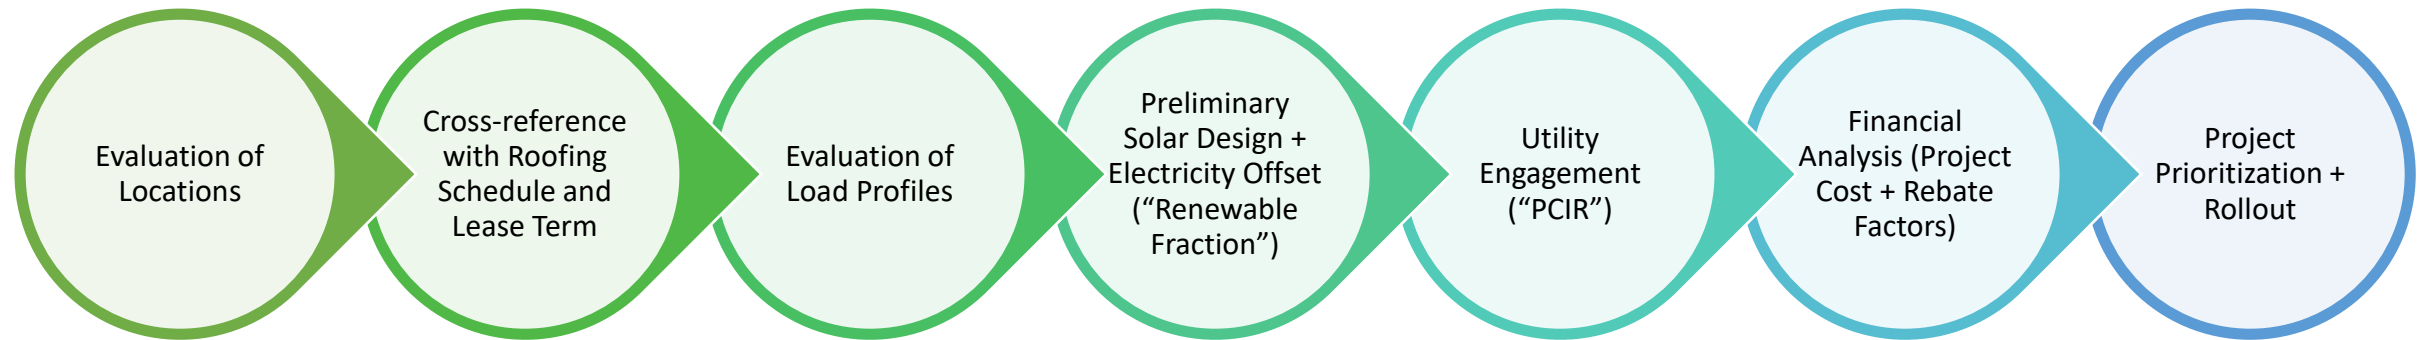 Evaluation of
Locations
Cross-reference
with Roofing
Schedule and
Lease Term
Evaluation of
Load Profiles
Preliminary
Solar Design +
Electricity Offset
(“Renewable
Fraction”)
Utility
Engagement
(“PCIR”)
Financial
Analysis (Project
Cost + Rebate
Factors)
Project
Prioritization +
Rollout